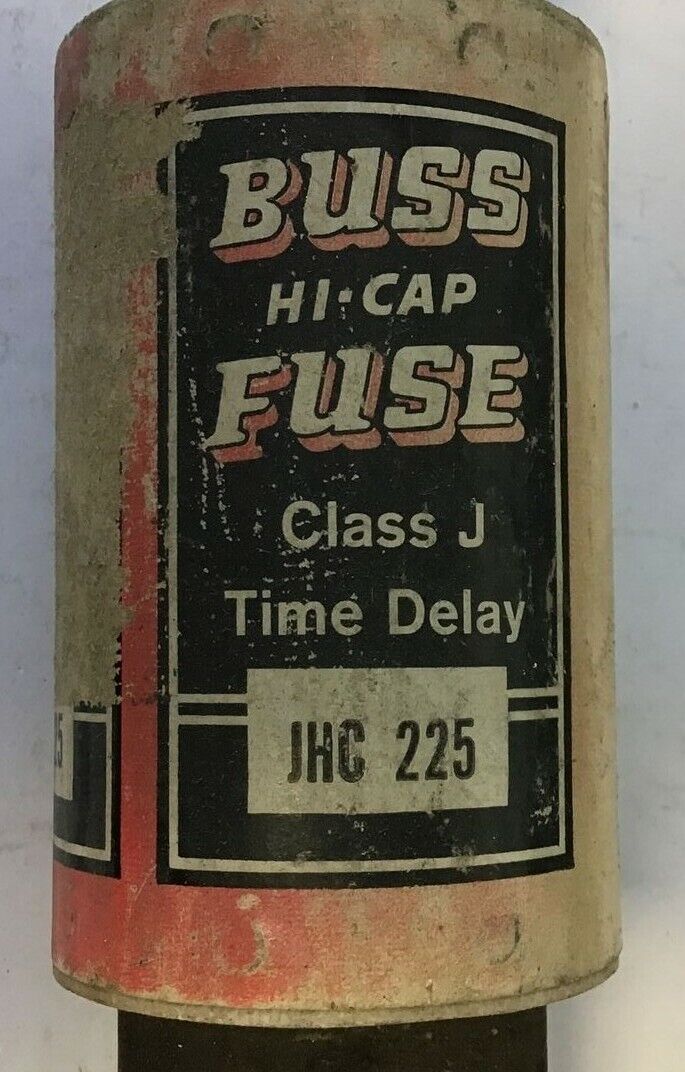 BUSS
HI-CAP
FUSE
Class J
Time Delay
JHC 225